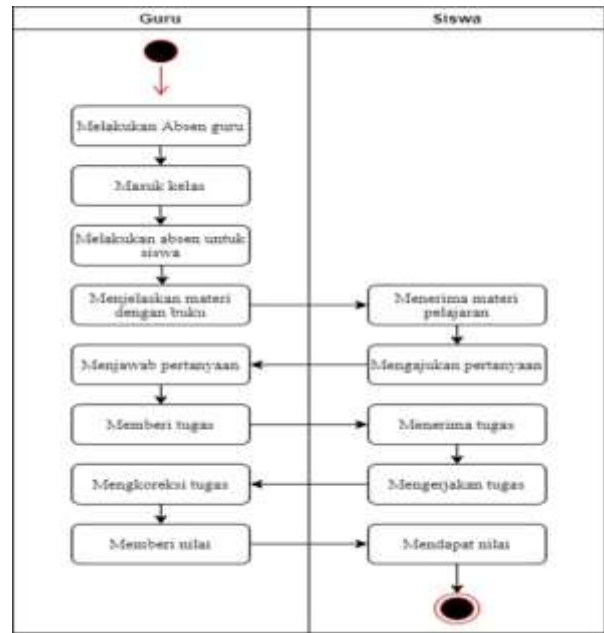 Guru
Siswa
Melakukan Absen guru
Masuk kelas
Melakukan absen untuk
siswa
Menjelaskan materi
dengan buku
Menerima materi
pelajaran
Menjawab pertanyaan
Mengajukan pertanyaan
Memberi tugas
Menerima tugas
Mengkoreksi tugas
Mengerjakan tugas
Memberi nilai
Mendapat nilai